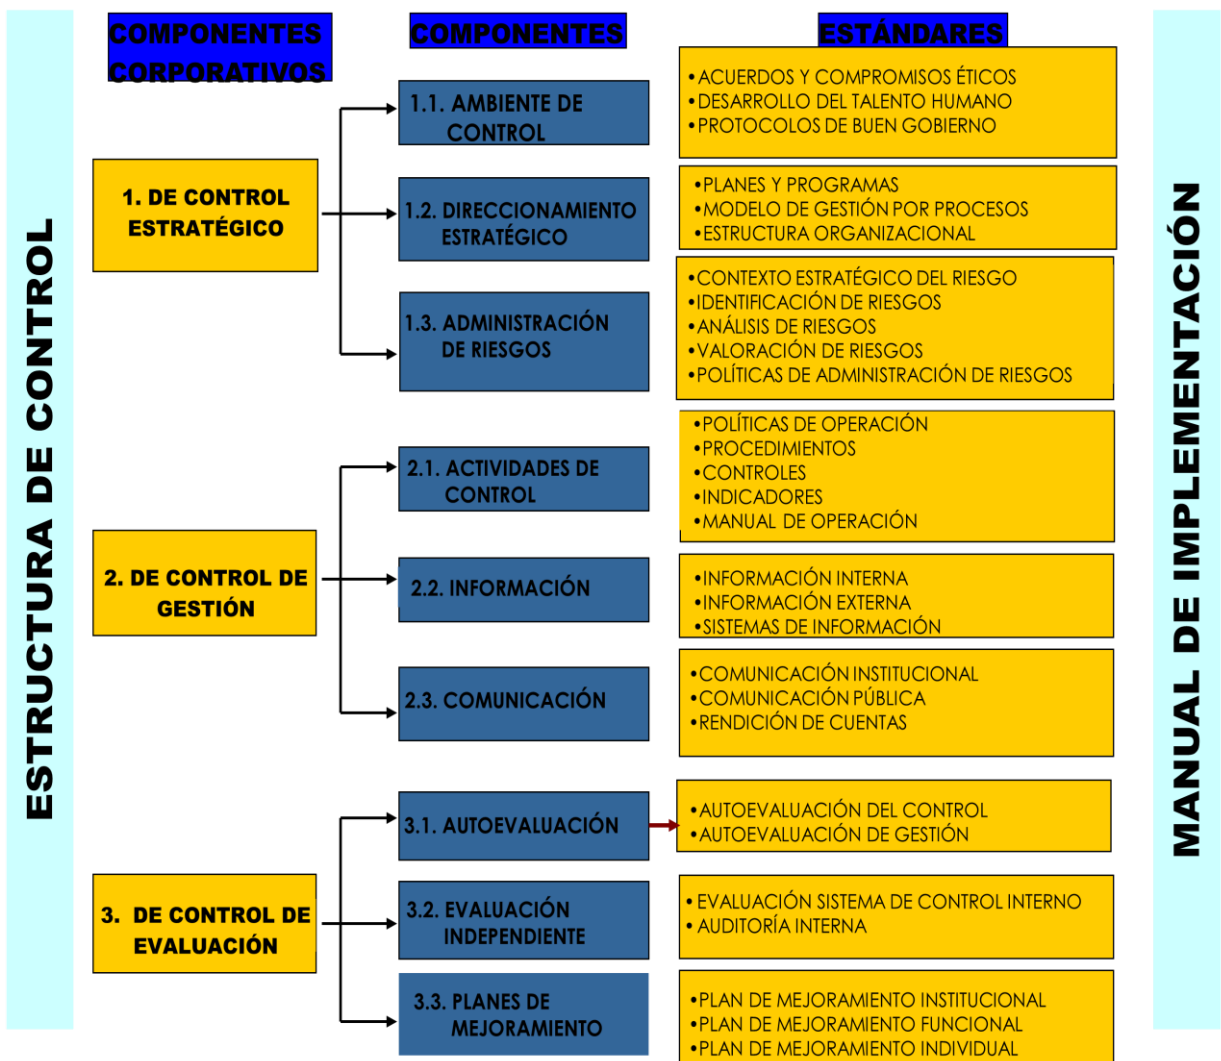 ESTRUCTURA DE CONTROL
COMPONENTES
CORPORATIVOS
COMPONENTES
ESTÁNDARES
1. DE CONTROL
ESTRATÉGICO
1.1. AMBIENTE DE
CONTROL
•ACUERDOS Y COMPROMISOS ÉTICOS
•DESARROLLO DEL TALENTO HUMANO
•PROTOCOLOS DE BUEN GOBIERNO
1.2. DIRECCIONAMIENTO
ESTRATÉGICO
•PLANES Y PROGRAMAS
•MODELO DE GESTIÓN POR PROCESOS
•ESTRUCTURA ORGANIZACIONAL
1.3. ADMINISTRACIÓN
DE RIESGOS
•CONTEXTO ESTRATÉGICO DEL RIESGO
•IDENTIFICACIÓN DE RIESGOS
•ANÁLISIS DE RIESGOS
•VALORACIÓN DE RIESGOS
•POLÍTICAS DE ADMINISTRACIÓN DE RIESGOS
2. DE CONTROL DE
GESTIÓN
2.1. ACTIVIDADES DE
CONTROL
•POLÍTICAS DE OPERACIÓN
•PROCEDIMIENTOS
•CONTROLES
•INDICADORES
•MANUAL DE OPERACIÓN
2.2. INFORMACIÓN
•INFORMACIÓN INTERNA
•INFORMACIÓN EXTERNA
•SISTEMAS DE INFORMACIÓN
2.3. COMUNICACIÓN
•COMUNICACIÓN INSTITUCIONAL
•COMUNICACIÓN PÚBLICA
•RENDICIÓN DE CUENTAS
3. DE CONTROL DE
EVALUACIÓN
3.1. AUTOEVALUACIÓN
•AUTOEVALUACIÓN DEL CONTROL
•AUTOEVALUACIÓN DE GESTIÓN
3.2. EVALUACIÓN
INDEPENDIENTE
• EVALUACIÓN SISTEMA DE CONTROL INTERNO
• AUDITORÍA INTERNA
3.3. PLANES DE
MEJORAMIENTO
•PLAN DE MEJORAMIENTO INSTITUCIONAL
•PLAN DE MEJORAMIENTO FUNCIONAL
•PLAN DE MEJORAMIENTO INDIVIDUAL
MANUAL DE IMPLEMENTACIÓN